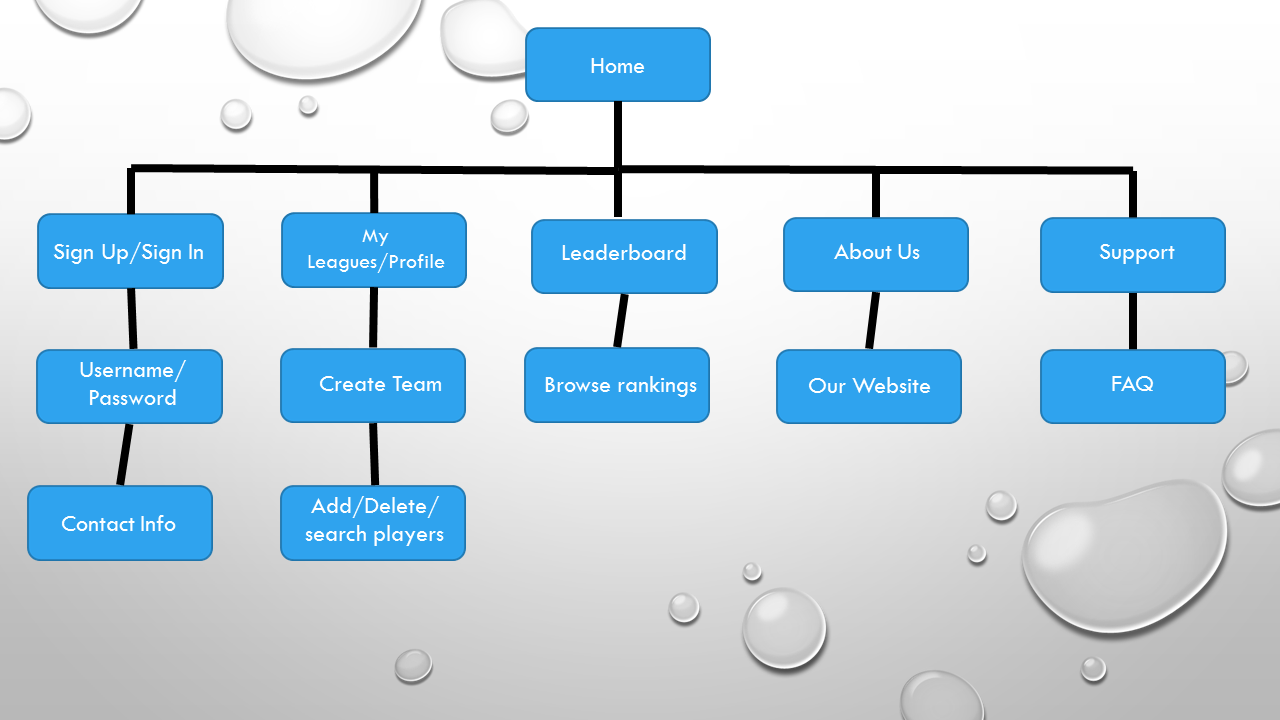 Home
Sign Up/Sign In
My
Leagues/Profile
Leaderboard
About Us
Support
Username/
Password
Create Team
Browse rankings
Our Website
FAQ
Contact Info
Add/Delete/
search players